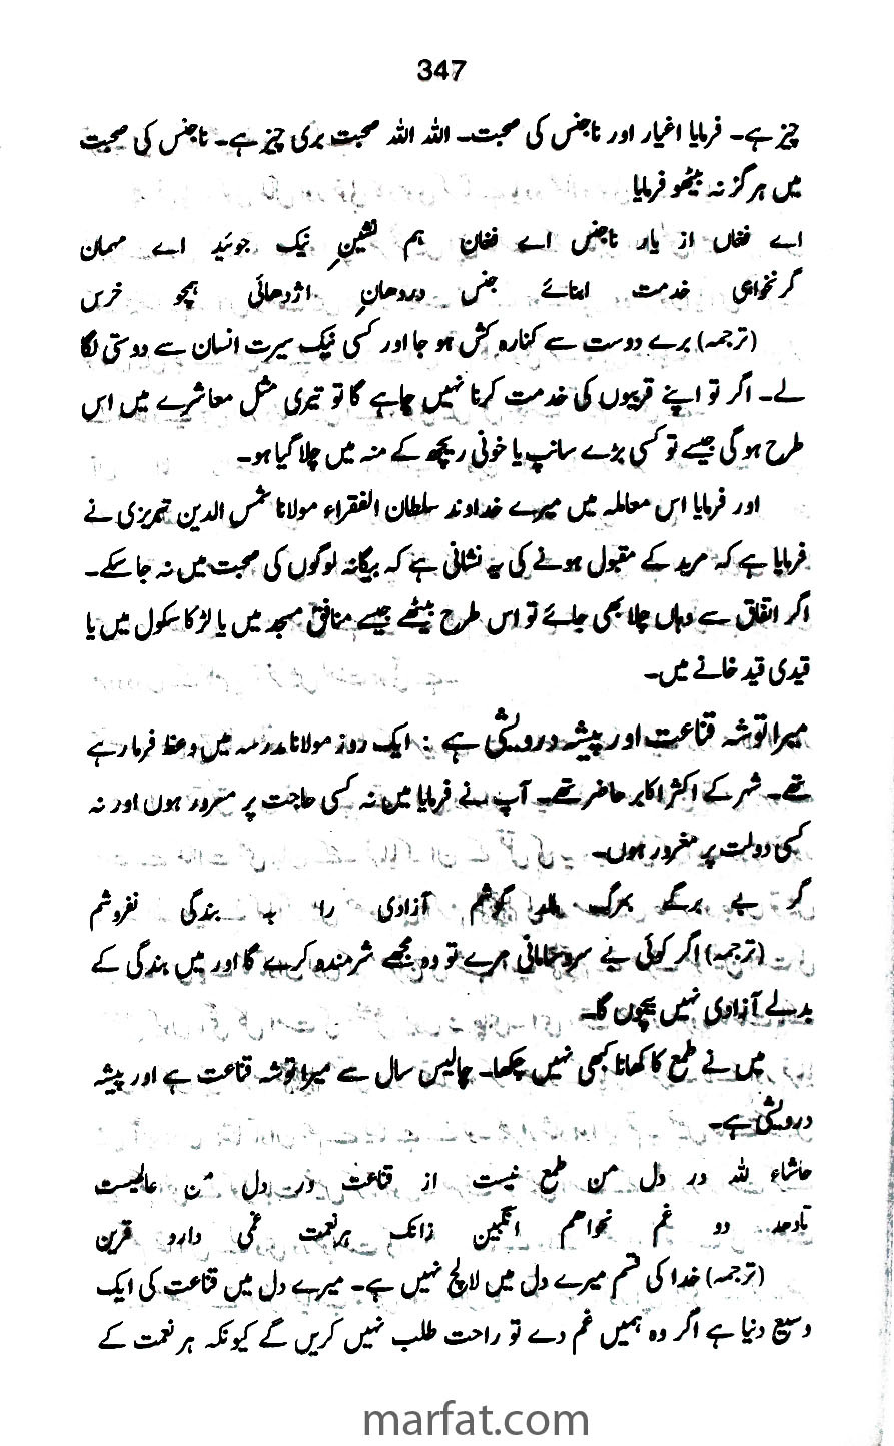 347
چیز ہے۔ فرمایا اغیار اور ناجنس کی صحبت۔ اللہ اللہ صحبت بری چیز ہے۔ ناجنس کی صحبت
میں ہرگز نہ بیٹھو فرمایا
اے فغاں از یار ناجنس اے فغان ہم نشینِ نیک جوئید اے مہمان
گر نخواہی خدمت ابنائے جنس دردھانِ اژدھائی ہمچو خرس
(ترجمہ) برے دوست سے کنارہ کش ہو جا اور کسی نیک سیرت انسان سے دوستی لگا
لے۔ اگر تو اپنے قریبوں کی خدمت کرنا نہیں چاہے گا تو تیری مثل معاشرے میں اس
طرح ہوگی جیسے تو کسی بڑے سانپ یا خونی ریچھ کے منہ میں چلا گیا ہو۔
اور فرمایا اس معاملہ میں میرے خداوند سلطان الفقراء مولانا شمس الدین تبریزی نے
فرمایا ہے کہ مرید کے مقبول ہونے کی یہ نشانی ہے کہ بیگانہ لوگوں کی صحبت میں نہ جا سکے۔
اگر اتفاق سے وہاں چلا بھی جائے تو اس طرح بیٹھے جیسے منافق مسجد میں یا لڑکا سکول میں یا
قیدی قید خانے میں۔
میرا توشہ قناعت اور پیشہ درویشی ہے : ایک روز مولانا مدرسہ میں وعظ فرما رہے
تھے۔ شہر کے اکثر اکابر حاضر تھے۔ آپ نے فرمایا میں نہ کسی حاجت پر مسرور ہوں اور نہ
کسی دولت پر مغرور ہوں۔
گر بے برگے بمرگ مالد گوشم آزادی را بہ بندگی نفروشم
(ترجمہ) اگر کوئی بے سروسامانی مرے تو وہ مجھے شرمندہ کرے گا اور میں بندگی کے
بدلے آزادی نہیں بیچوں گا۔
میں نے طمع کا کھانا کبھی نہیں چکھا۔ چالیس سال سے میرا توشہ قناعت ہے اور پیشہ
درویشی ہے۔
حاشاء للہ در دل من طمع نیست از قناعت در دل من عالمیست
تادھد دو غم نخواھم انگبین زانک ہر نعمت غمی دارد قرین
(ترجمہ) خدا کی قسم میرے دل میں لالچ نہیں ہے۔ میرے دل میں قناعت کی ایک
وسیع دنیا ہے اگر وہ ہمیں غم دے تو راحت طلب نہیں کریں گے کیونکہ ہر نعمت کے
marfat.com